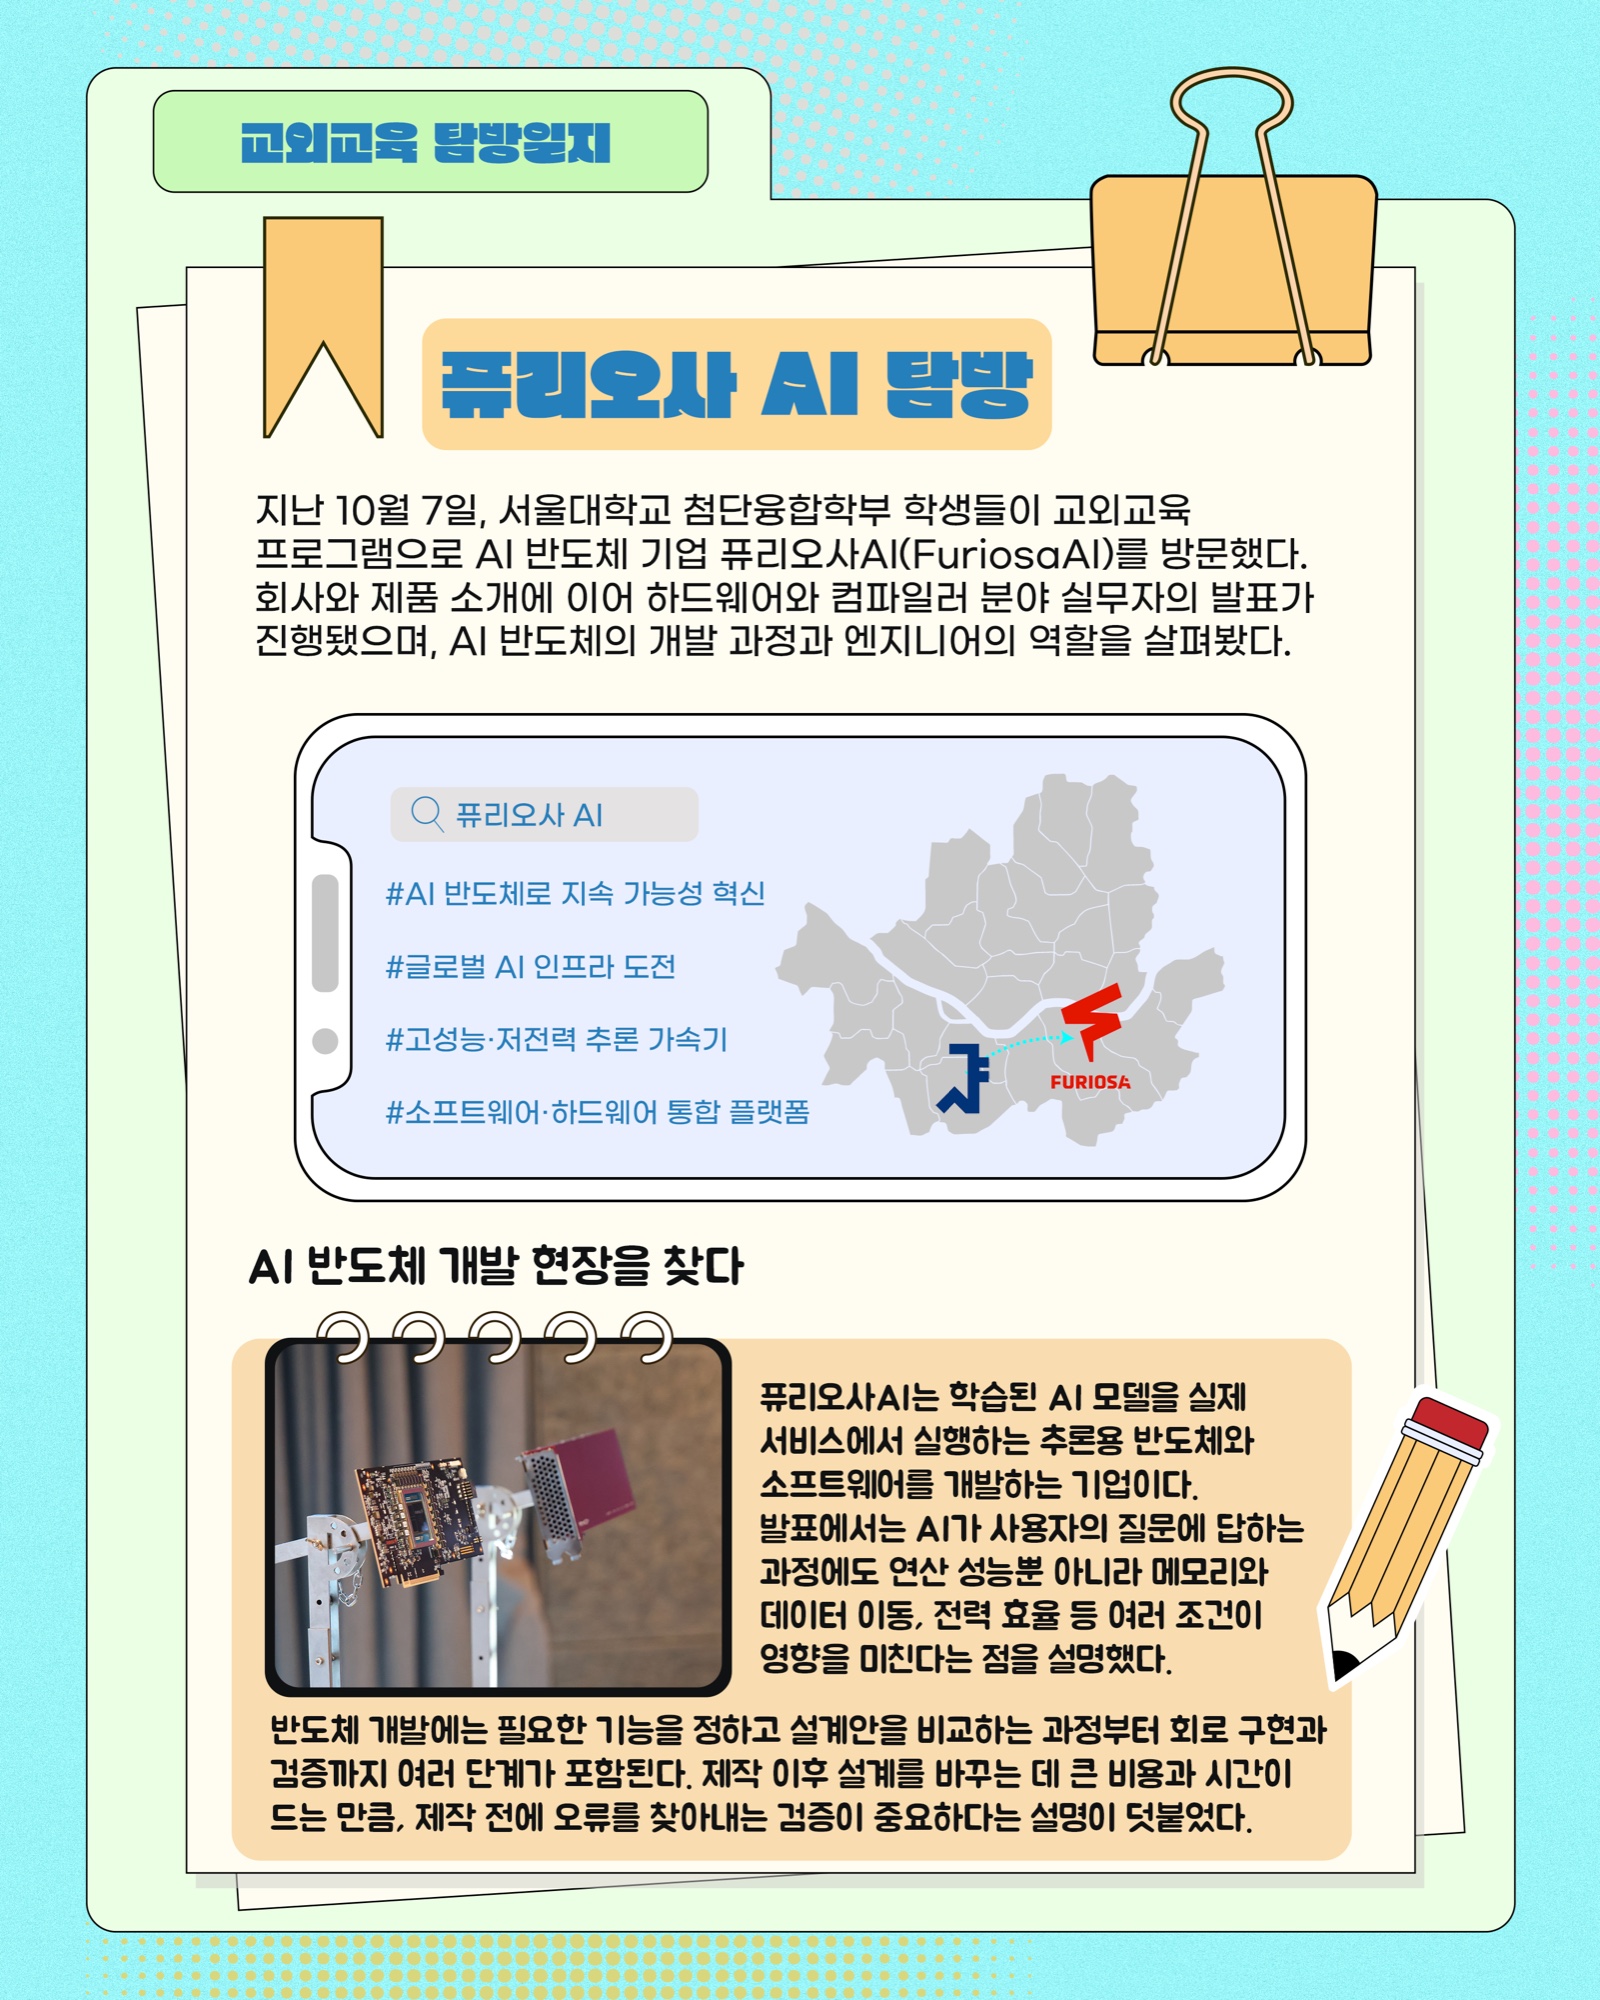 교외교육 탐방일지
퓨리오사 AI 탐방
지난 10월 7일, 서울대학교 첨단융합학부 학생들이 교외교육
프로그램으로 AI 반도체 기업 퓨리오사AI(FuriosaAI)를 방문했다.
회사와 제품 소개에 이어 하드웨어와 컴파일러 분야 실무자의 발표가
진행됐으며, AI 반도체의 개발 과정과 엔지니어의 역할을 살펴봤다.
퓨리오사 AI
#AI 반도체로 지속 가능성 혁신
#글로벌 AI 인프라 도전
#고성능·저전력 추론 가속기
#소프트웨어·하드웨어 통합 플랫폼
FURIOSA
AI 반도체 개발 현장을 찾다
퓨리오사AI는 학습된 AI 모델을 실제
서비스에서 실행하는 추론용 반도체와
소프트웨어를 개발하는 기업이다.
발표에서는 AI가 사용자의 질문에 답하는
과정에도 연산 성능뿐 아니라 메모리와
데이터 이동, 전력 효율 등 여러 조건이
영향을 미친다는 점을 설명했다.
반도체 개발에는 필요한 기능을 정하고 설계안을 비교하는 과정부터 회로 구현과
검증까지 여러 단계가 포함된다. 제작 이후 설계를 바꾸는 데 큰 비용과 시간이
드는 만큼, 제작 전에 오류를 찾아내는 검증이 중요하다는 설명이 덧붙었다.